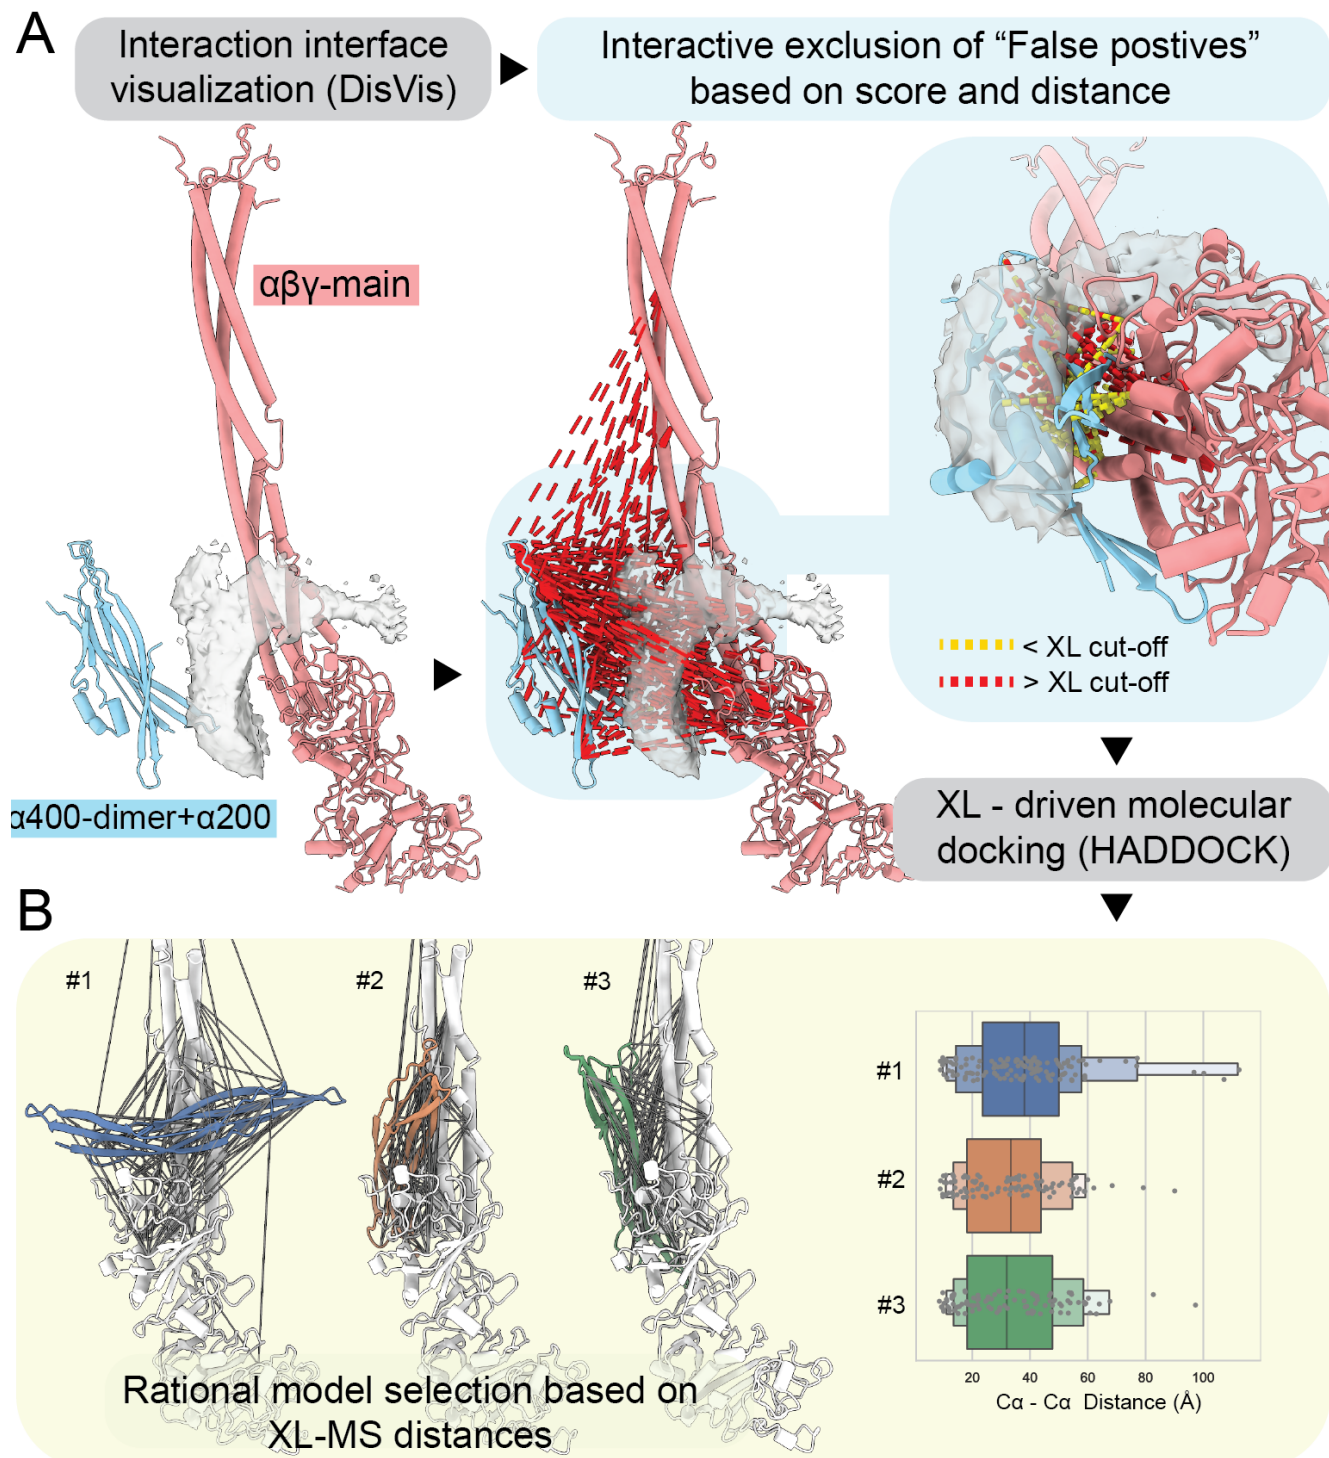 A
Interaction interface
visualization (DisVis)
Interactive exclusion of “False postives”
based on score and distance
αβγ-main
α400-dimer+α200
< XL cut-off
> XL cut-off
XL - driven molecular
docking (HADDOCK)
B
#1
#2
#3
#1
#2
#3
20 40 60 80 100
Cα - Cα Distance (Å)
Rational model selection based on
XL-MS distances